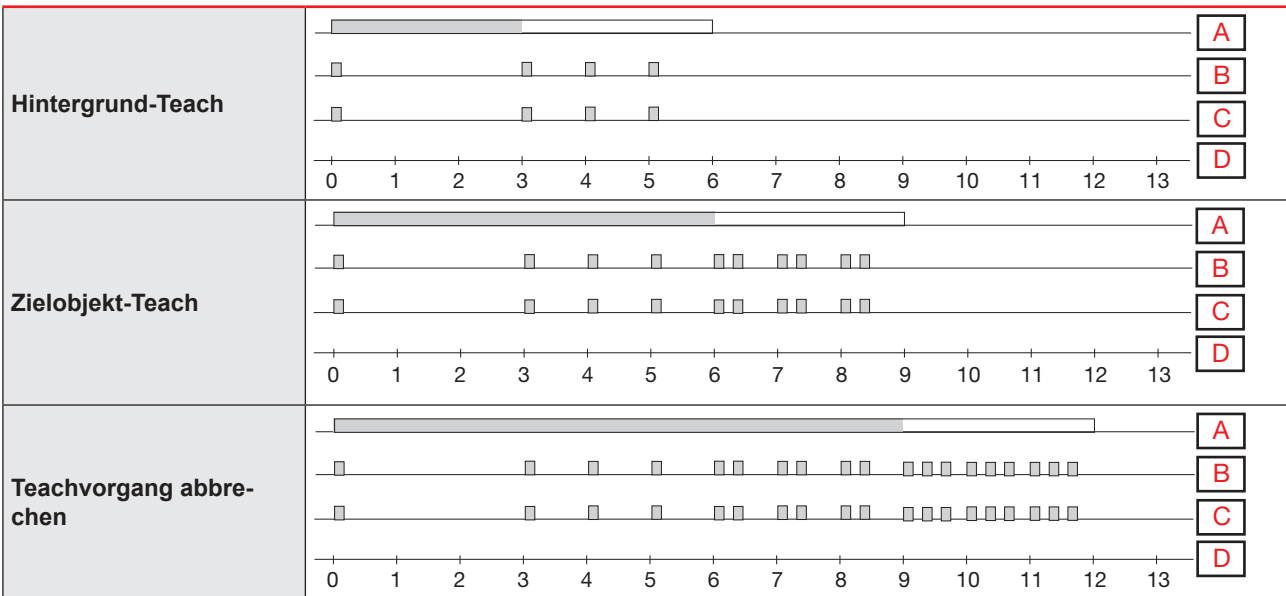 Hintergrund-Teach
A
B
C
D
0 1 2 3 4 5 6 7 8 9 10 11 12 13
Zielobjekt-Teach
A
B
C
D
0 1 2 3 4 5 6 7 8 9 10 11 12 13
Teachvorgang abbre-
chen
A
B
C
D
0 1 2 3 4 5 6 7 8 9 10 11 12 13